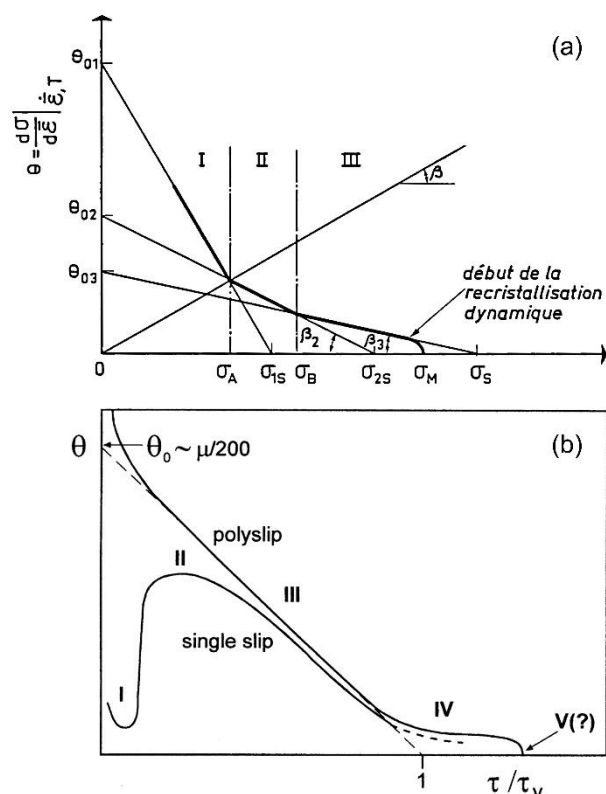 (a)
θ01
θ = dσ/dε̄ | ε̄̇, T
I II III
β
θ02
θ03
début de la
recristallisation
dynamique
β2 β3
0 σA σ1S σB σ2S σM σS
(b)
θ θ₀ ~ μ/200
polyslip
II
III
single slip
I
IV
V(?)
1
τ/τv